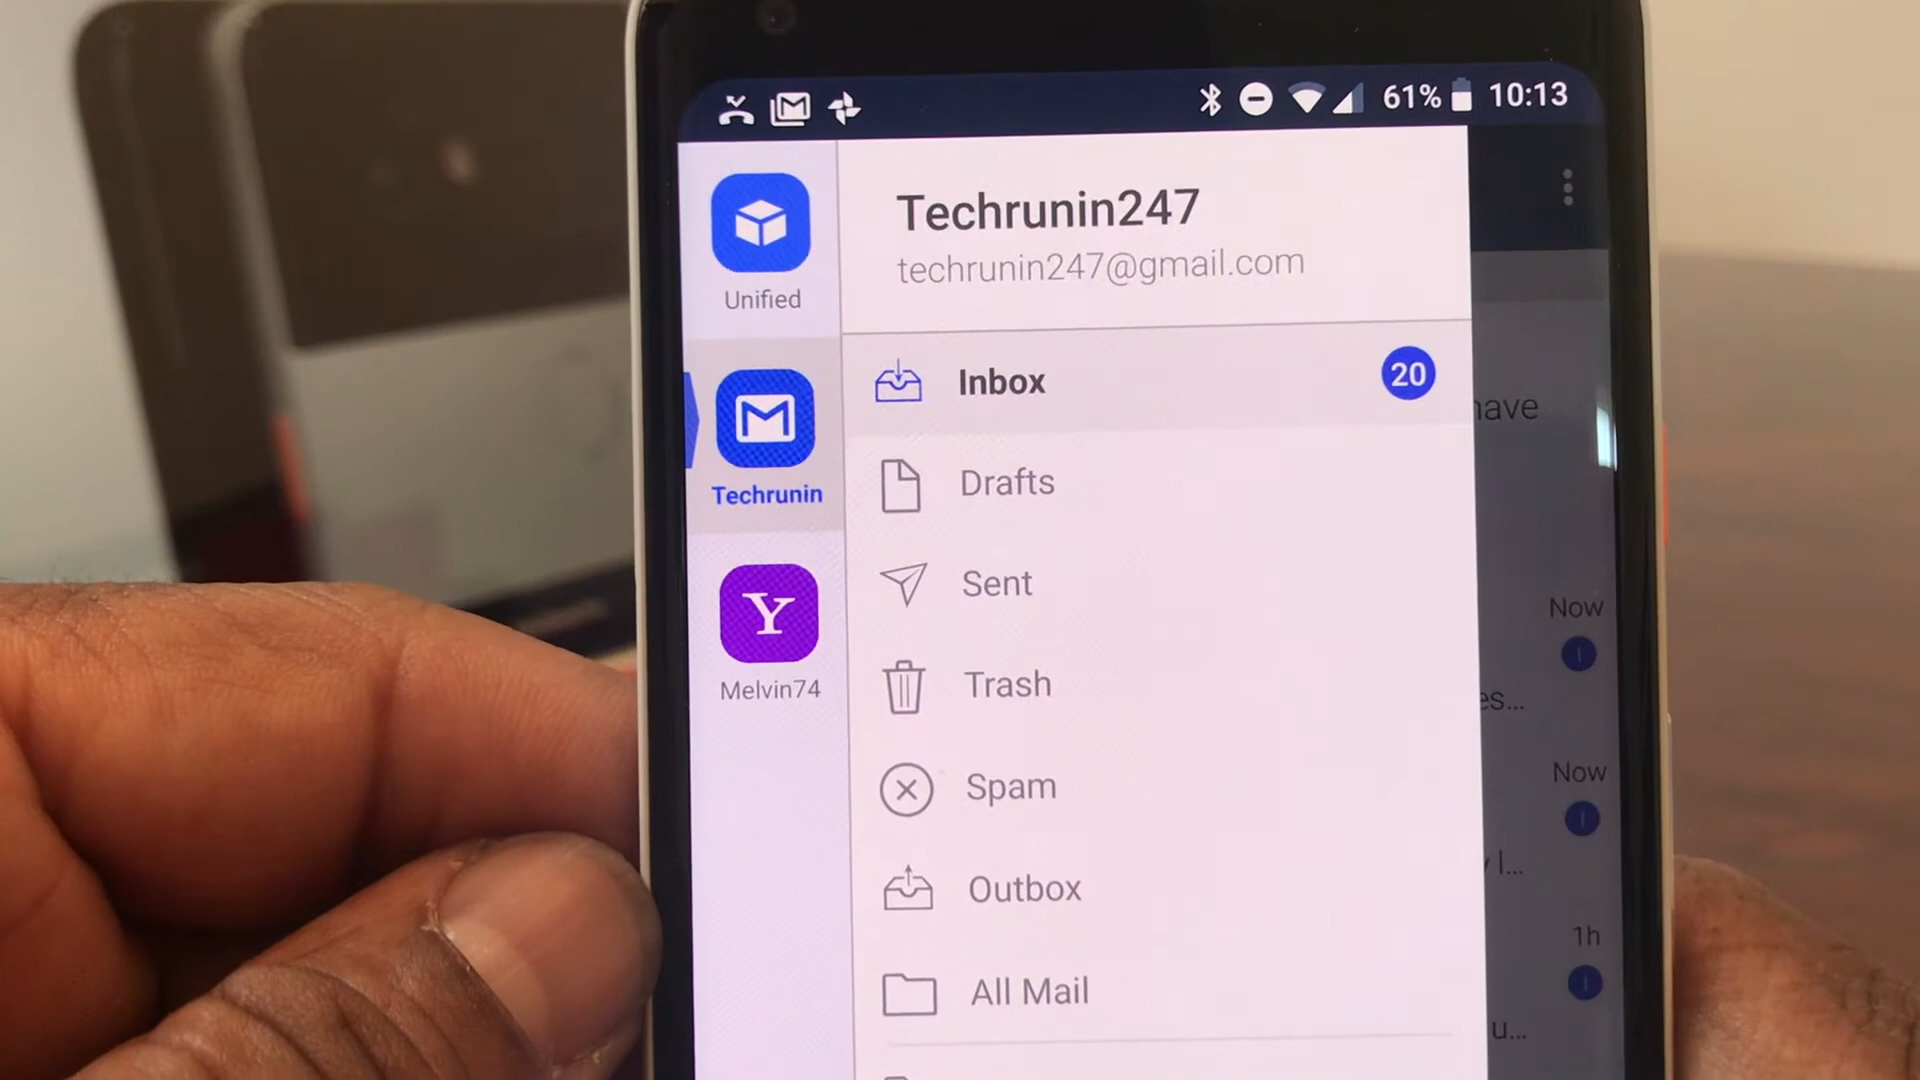 61% 10:13
Unified
Techrunin
Y
Melvin74
Techrunin247
techrunin247@gmail.com
Inbox 20
Drafts
Sent
Trash
Spam
Outbox
All Mail
Now
Now
1h